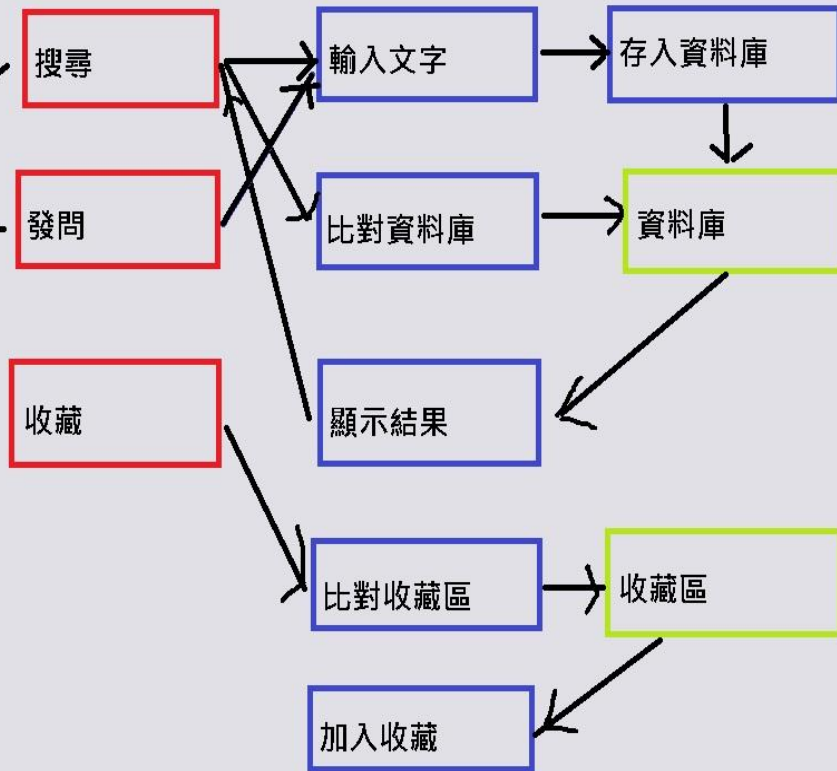 搜尋
輸入文字
存入資料庫
發問
比對資料庫
資料庫
收藏
顯示結果
比對收藏區
收藏區
加入收藏